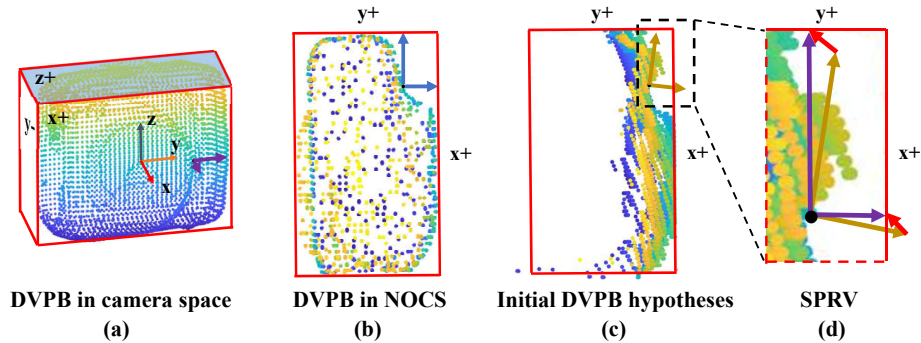 z+
x+
y-
z
y
x
DVPB in camera space
(a)
y+
x+
DVPB in NOCS
(b)
y+
x+
Initial DVPB hypotheses
(c)
y+
x+
SPRV
(d)